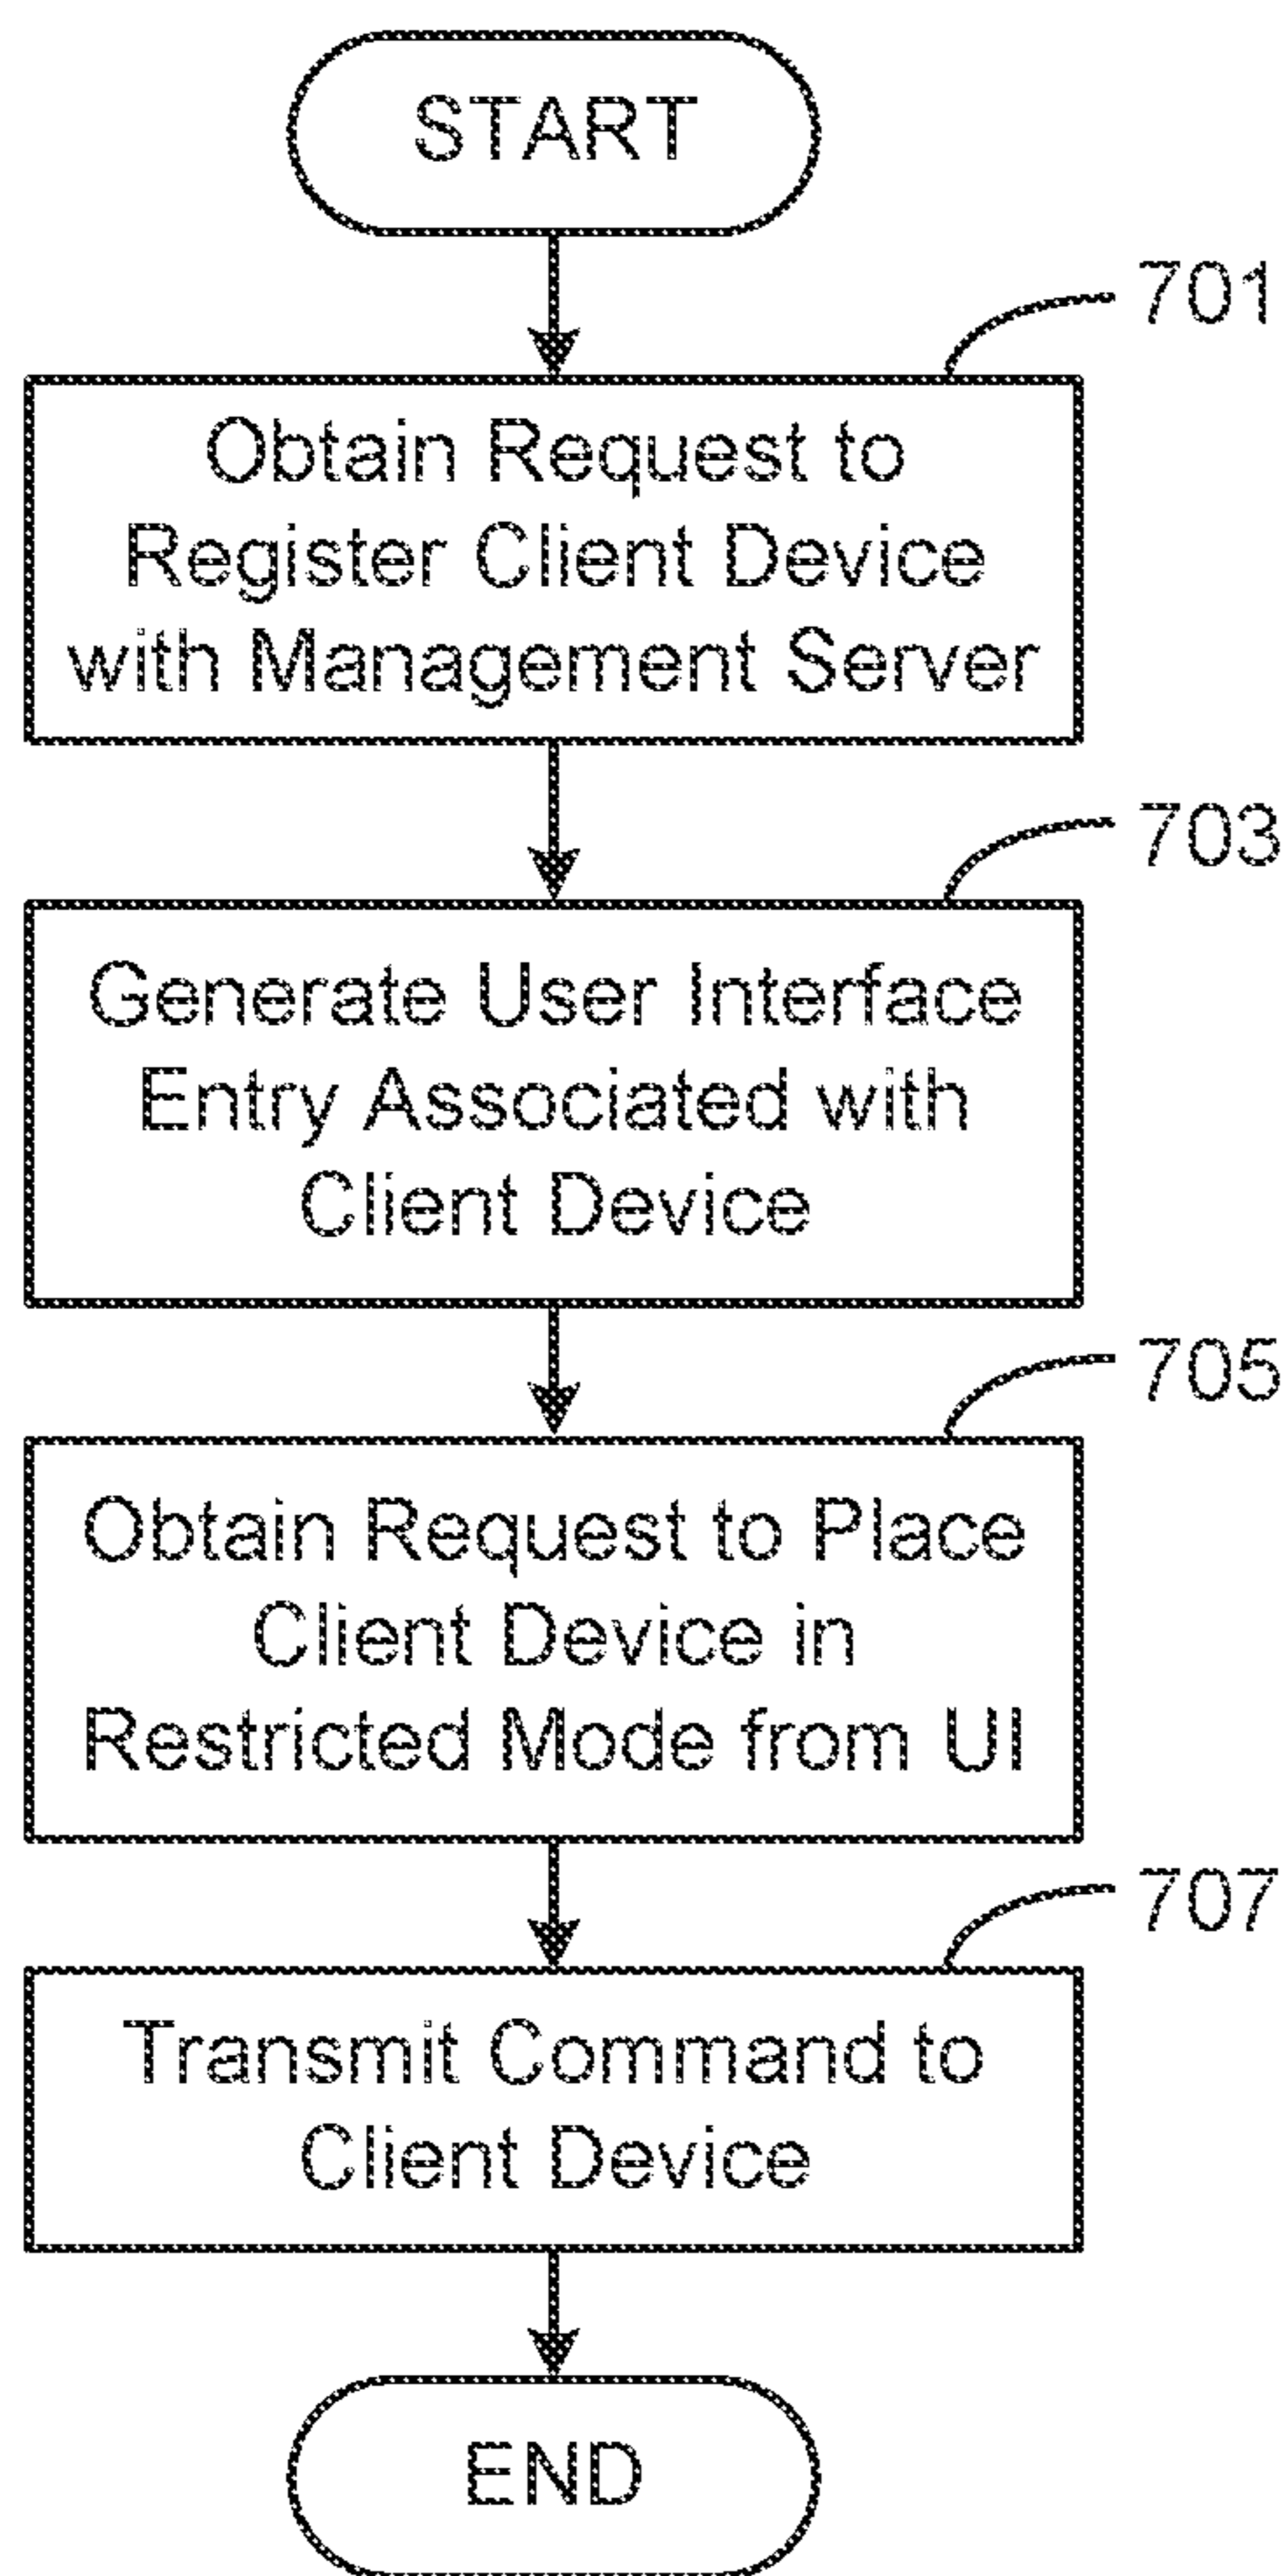 START
701
Obtain Request to
Register Client Device
with Management Server
703
Generate User Interface
Entry Associated with
Client Device
705
Obtain Request to Place
Client Device in
Restricted Mode from UI
707
Transmit Command to
Client Device
END